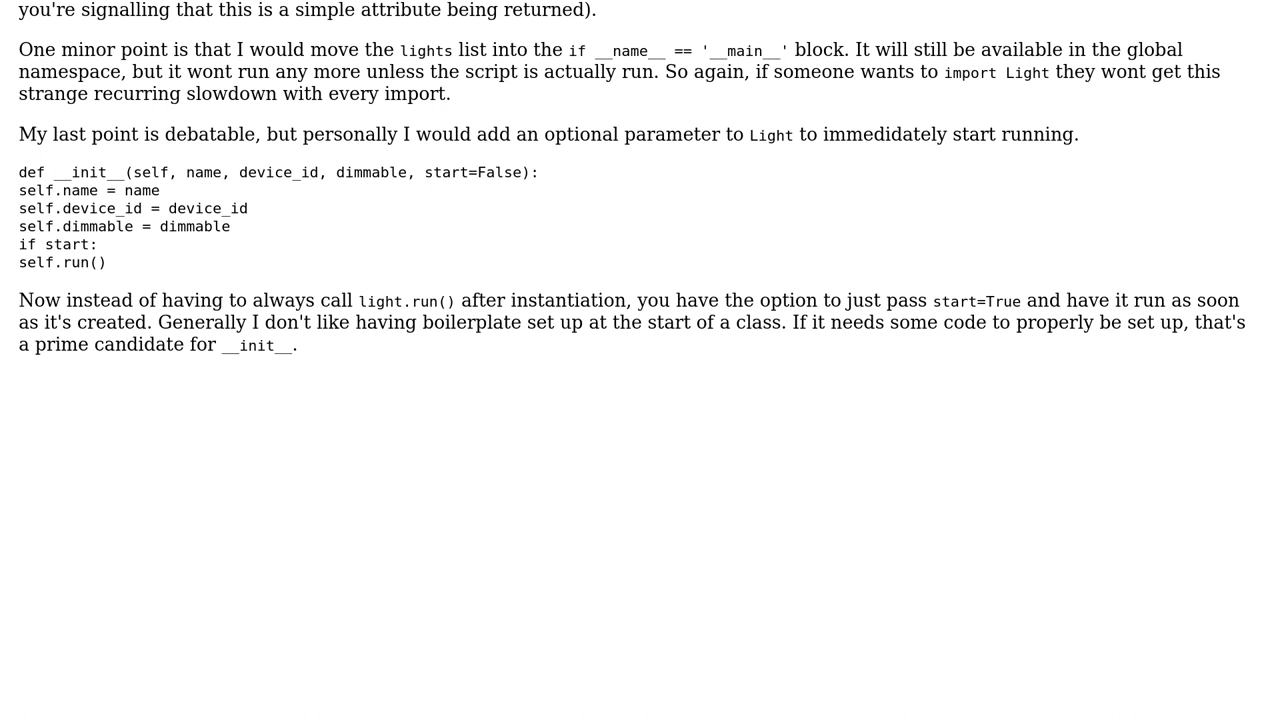 you're signalling that this is a simple attribute being returned).
One minor point is that I would move the lights list into the if __name__ == '__main__' block. It will still be available in the global
namespace, but it wont run any more unless the script is actually run. So again, if someone wants to import Light they wont get this
strange recurring slowdown with every import.
My last point is debatable, but personally I would add an optional parameter to Light to immedidately start running.
def __init__(self, name, device_id, dimmable, start=False):
self.name = name
self.device_id = device_id
self.dimmable = dimmable
if start:
self.run()
Now instead of having to always call light.run() after instantiation, you have the option to just pass start=True and have it run as soon
as it's created. Generally I don't like having boilerplate set up at the start of a class. If it needs some code to properly be set up, that's
a prime candidate for __init__.